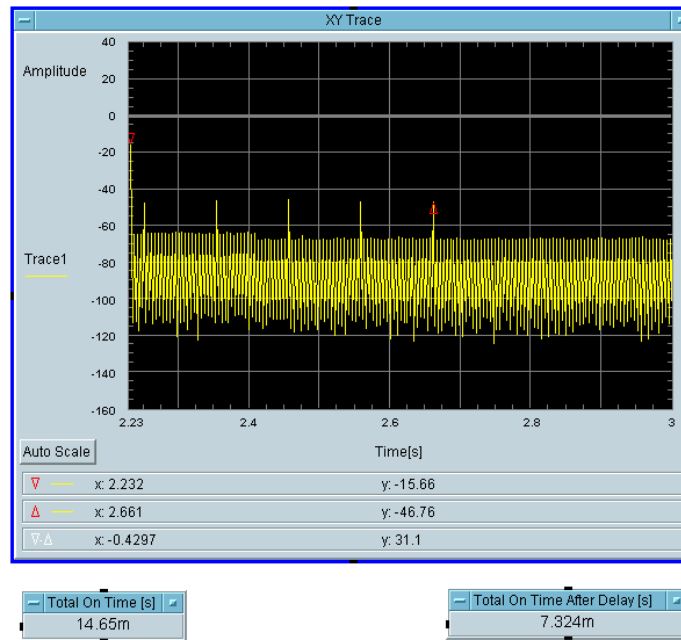 XY Trace
Amplitude
40
20
0
-20
-40
-60
Trace1
-80
-100
-120
-140
-160
2.23
2.4
2.6
2.8
3
Auto Scale
Time[s]
x: 2.232 y: -15.66
x: 2.661 y: -46.76
x: -0.4297 y: 31.1
Total On Time [s]
14.65m
Total On Time After Delay [s]
7.324m